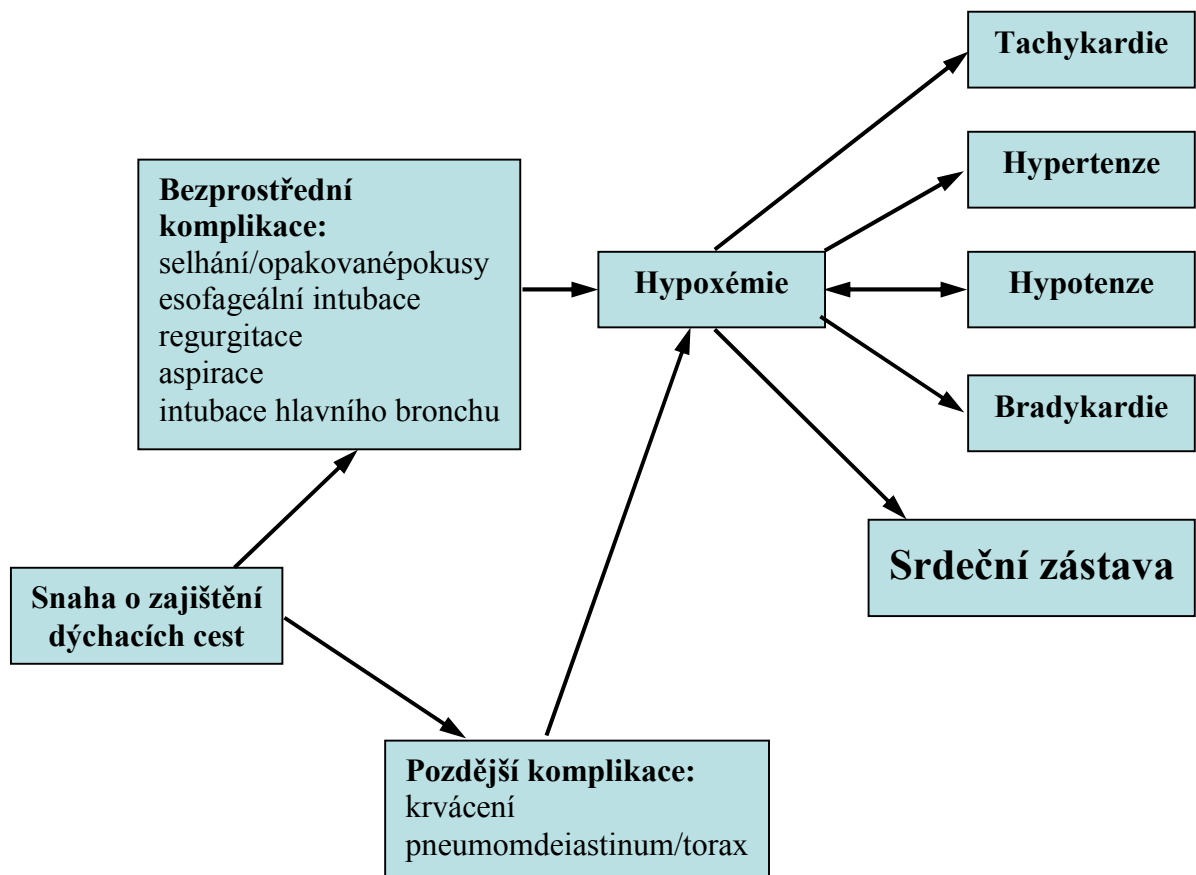 Tachykardie
Bezprostřední
komplikace:
selhání/opakovanépokusy
esofageální intubace
regurgitace
aspirace
intubace hlavního bronchu
Hypertenze
Hypoxémie
Hypotenze
Bradykardie
Srdeční zástava
Snaha o zajištění
dýchacích cest
Pozdější komplikace:
krvácení
pneumomdeiastinum/torax